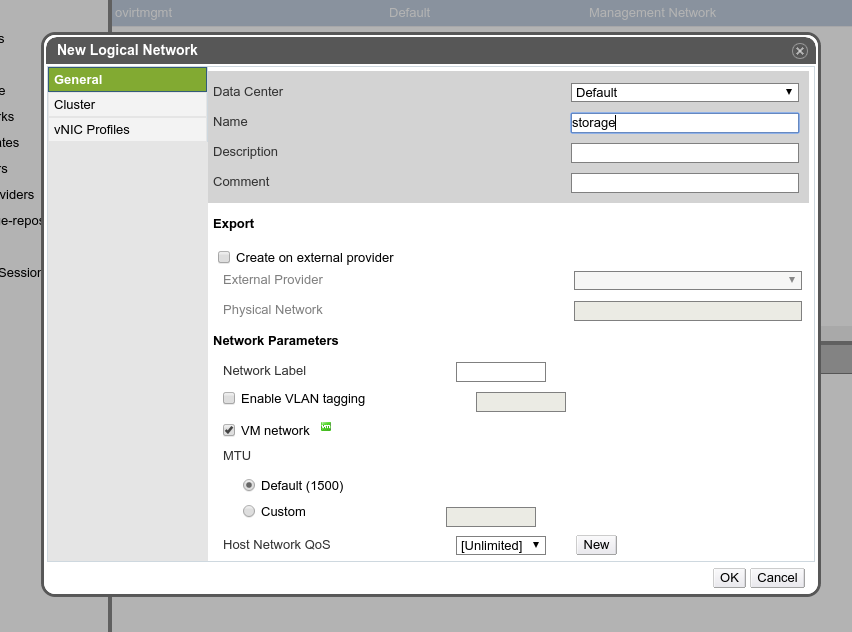 ovirtmgmt Default Management Network
New Logical Network
General
Cluster
vNIC Profiles
Data Center Default
Name storage
Description
Comment
Export
Create on external provider
External Provider
Physical Network
Network Parameters
Network Label
Enable VLAN tagging
VM network vm
MTU
Default (1500)
Custom
Host Network QoS [Unlimited] New
OK Cancel
s
e
rks
ates
rs
viders
e-repos
Session